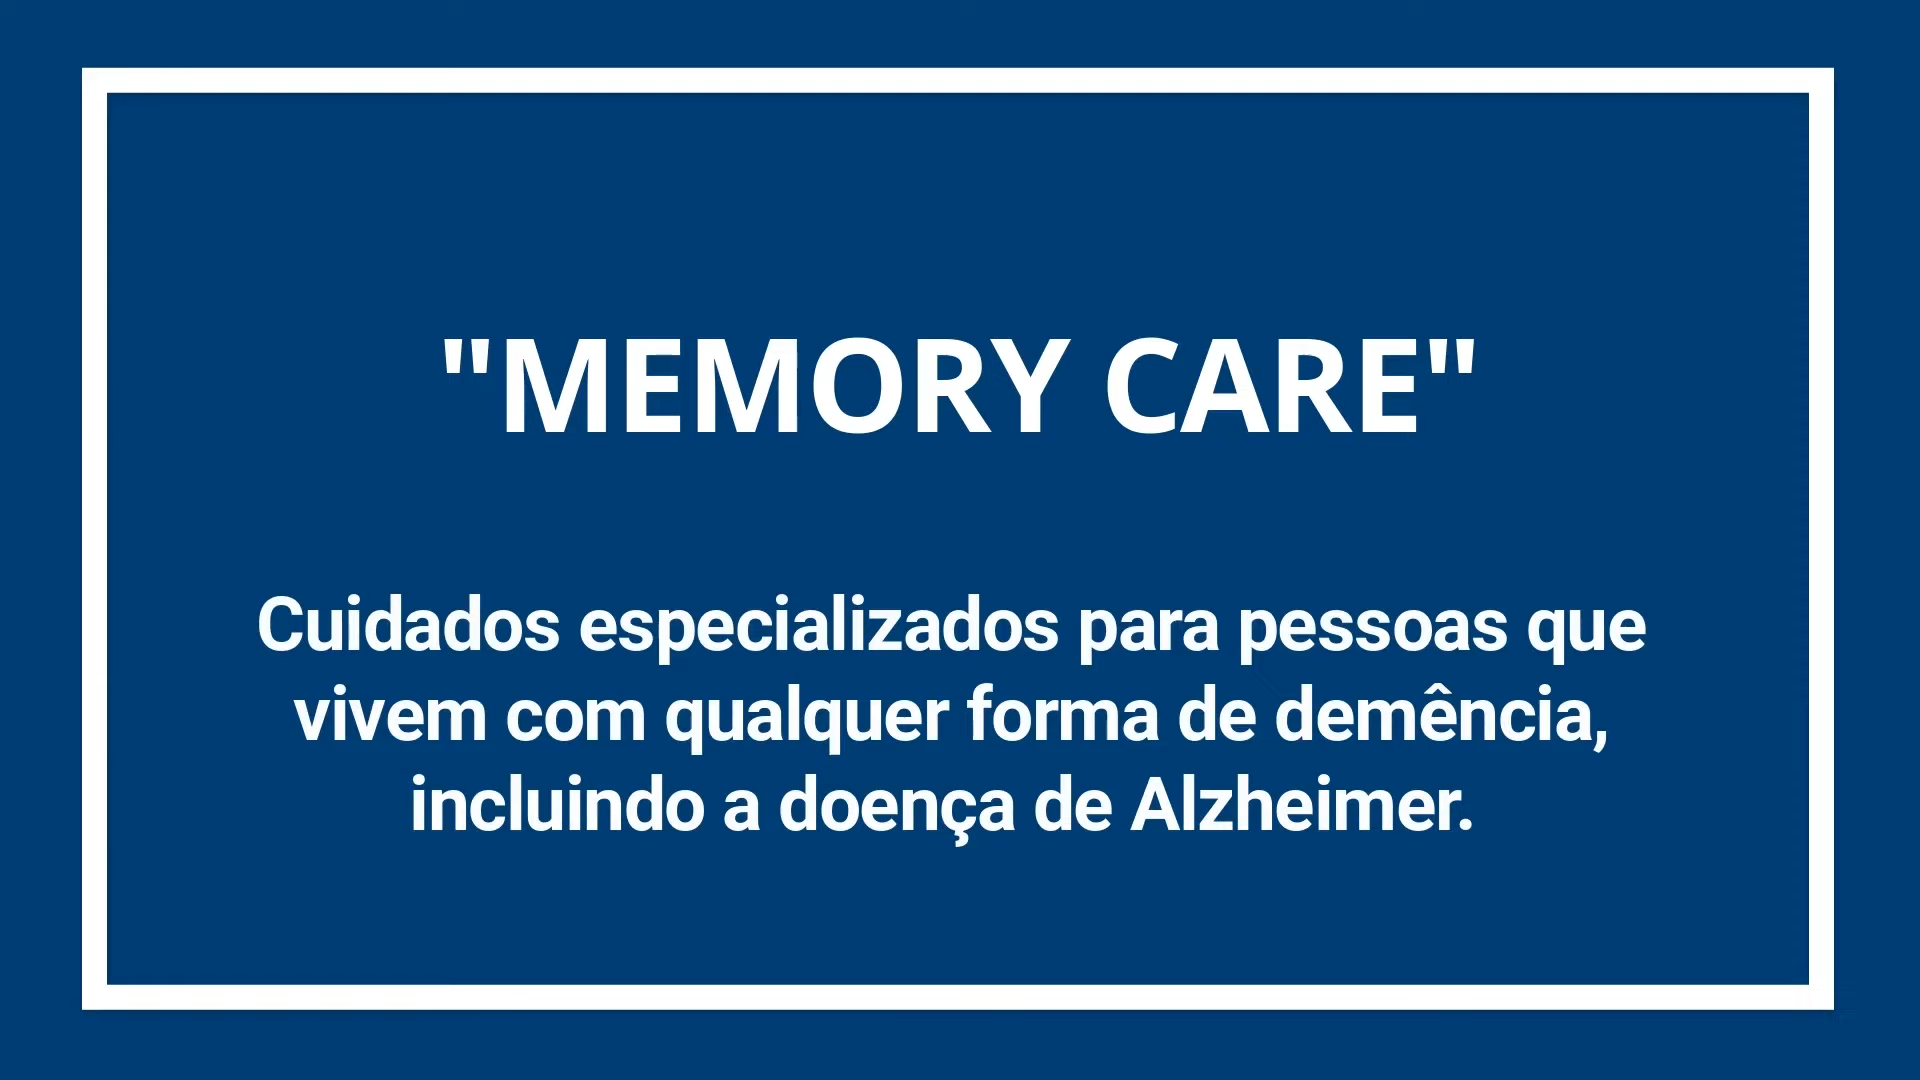 "MEMORY CARE"
Cuidados especializados para pessoas que
vivem com qualquer forma de demência,
incluindo a doença de Alzheimer.